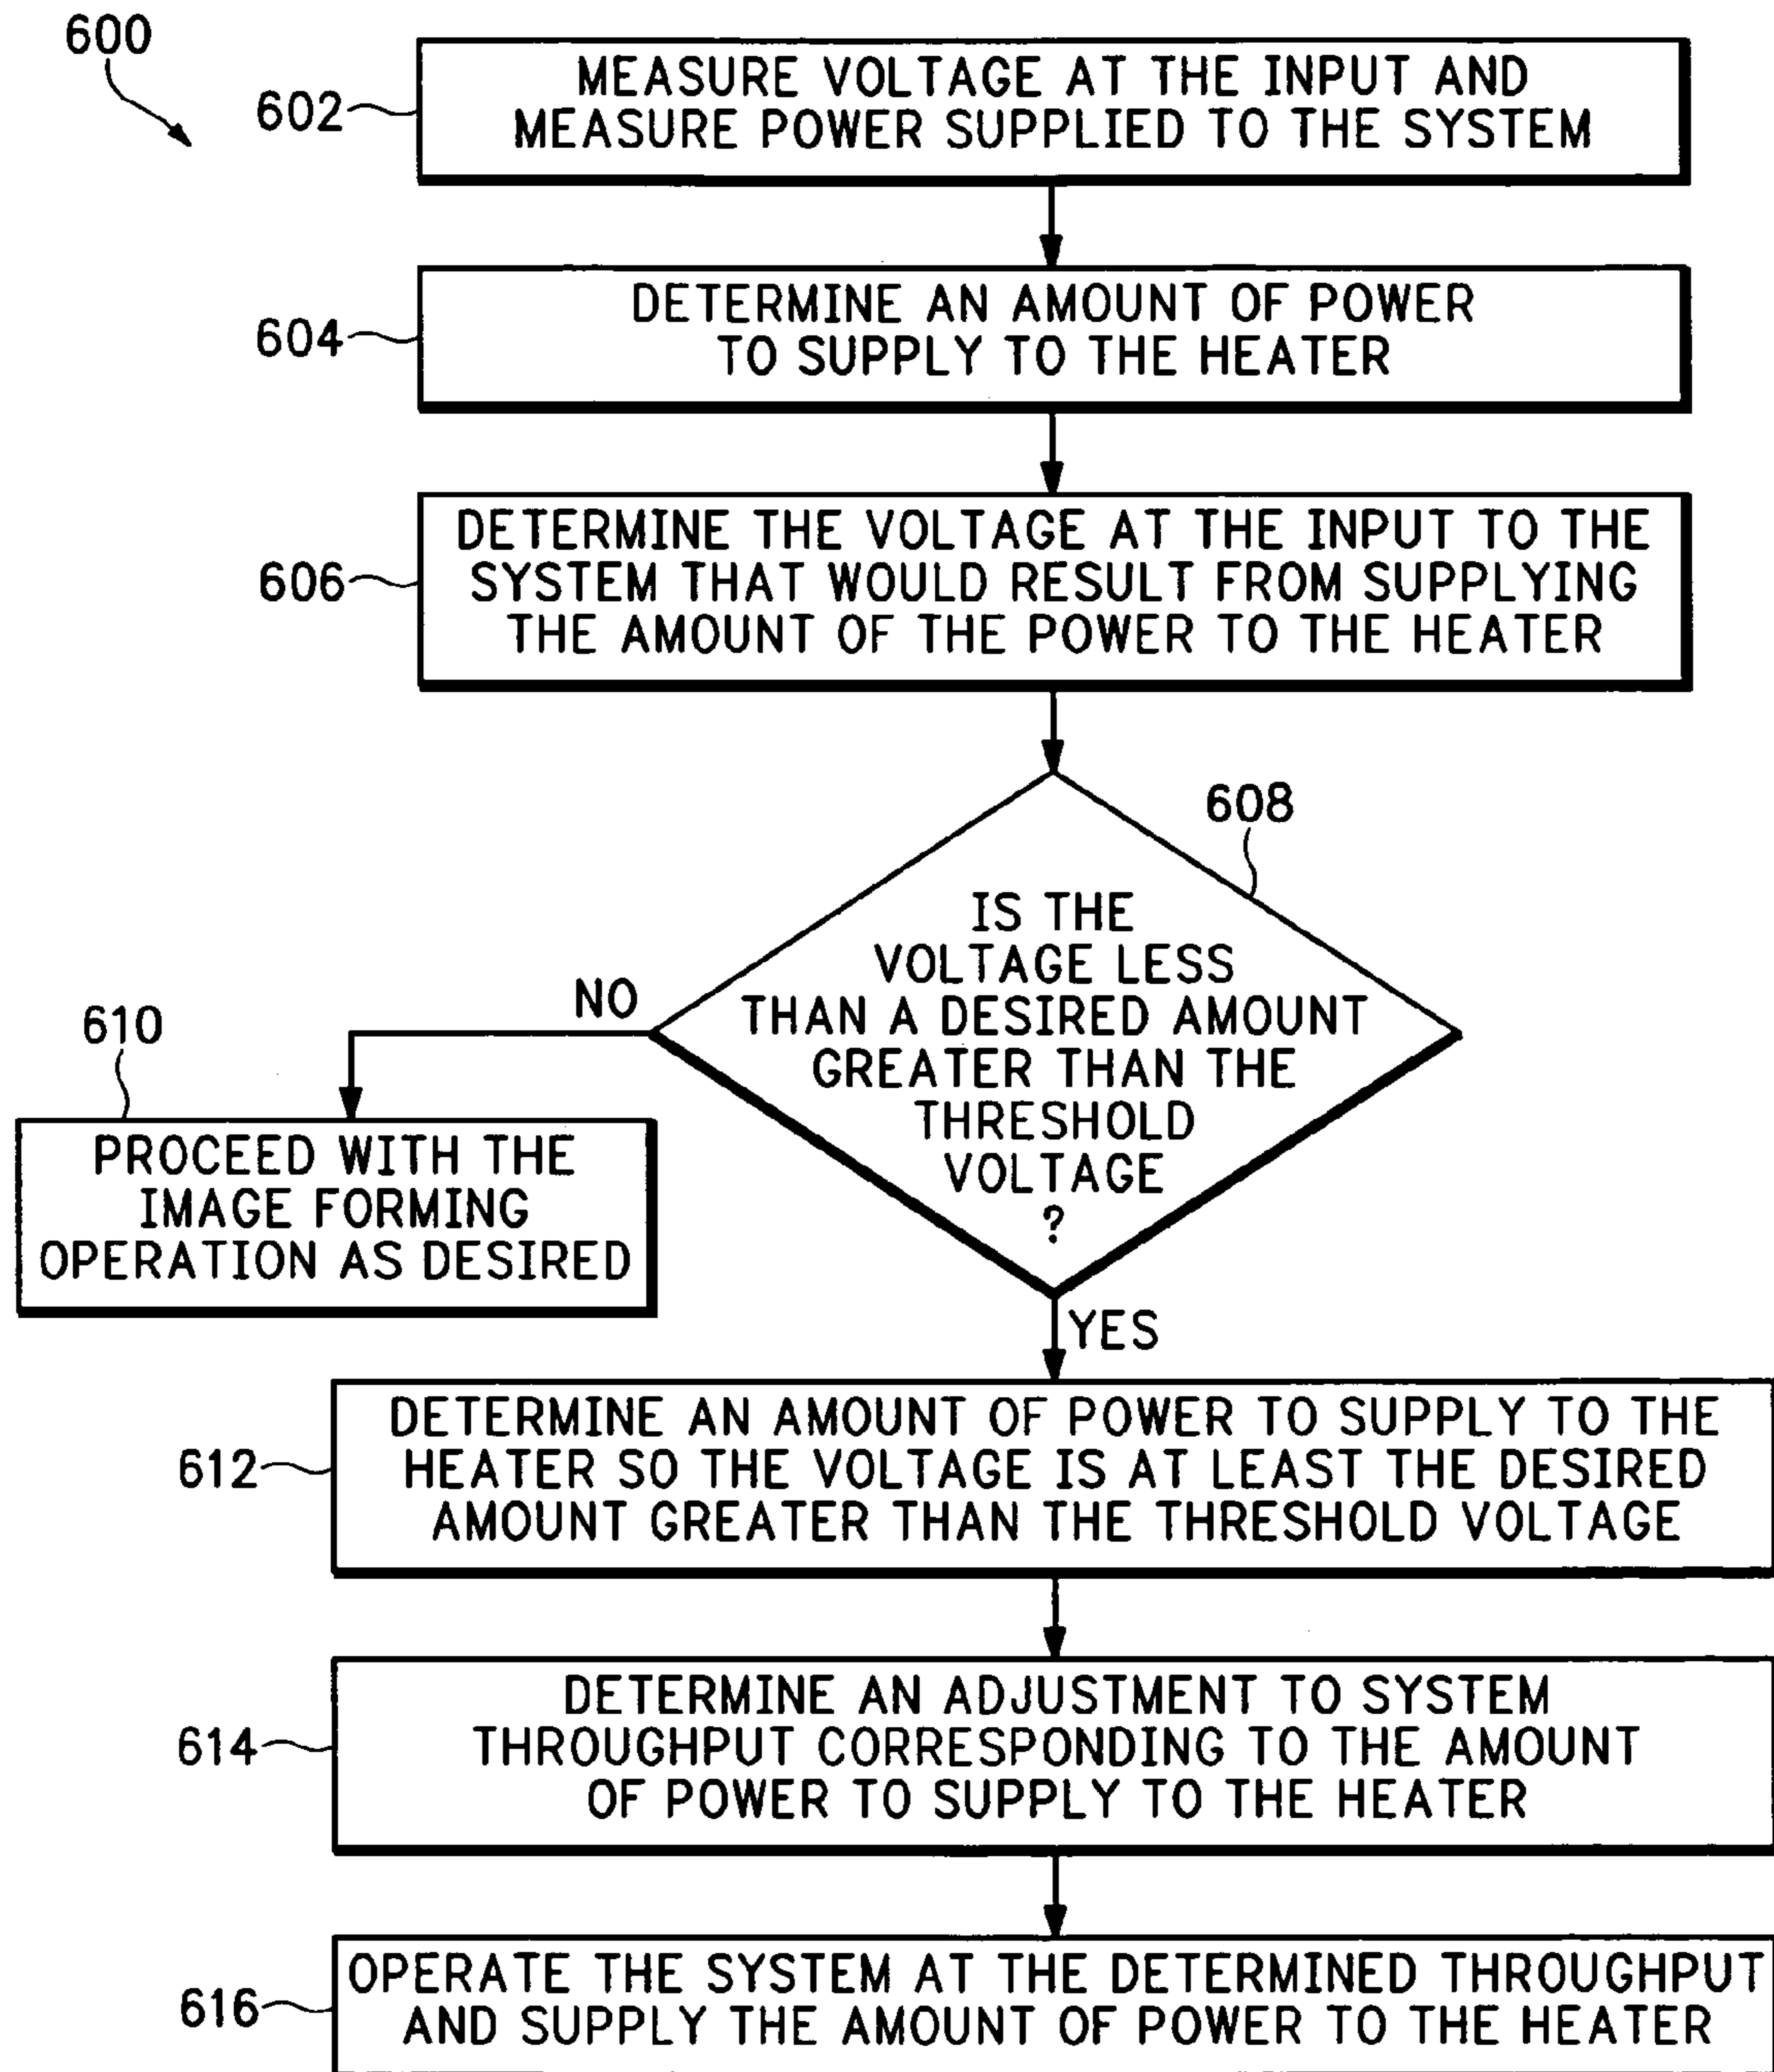 600
602
MEASURE VOLTAGE AT THE INPUT AND
MEASURE POWER SUPPLIED TO THE SYSTEM
604
DETERMINE AN AMOUNT OF POWER
TO SUPPLY TO THE HEATER
606
DETERMINE THE VOLTAGE AT THE INPUT TO THE
SYSTEM THAT WOULD RESULT FROM SUPPLYING
THE AMOUNT OF THE POWER TO THE HEATER
608
IS THE
VOLTAGE LESS
THAN A DESIRED AMOUNT
GREATER THAN THE
THRESHOLD
VOLTAGE
?
NO
610
PROCEED WITH THE
IMAGE FORMING
OPERATION AS DESIRED
YES
612
DETERMINE AN AMOUNT OF POWER TO SUPPLY TO THE
HEATER SO THE VOLTAGE IS AT LEAST THE DESIRED
AMOUNT GREATER THAN THE THRESHOLD VOLTAGE
614
DETERMINE AN ADJUSTMENT TO SYSTEM
THROUGHPUT CORRESPONDING TO THE AMOUNT
OF POWER TO SUPPLY TO THE HEATER
616
OPERATE THE SYSTEM AT THE DETERMINED THROUGHPUT
AND SUPPLY THE AMOUNT OF POWER TO THE HEATER